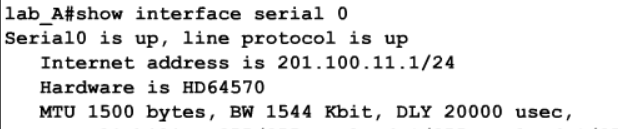 lab_A#show interface serial 0
Serial0 is up, line protocol is up
Internet address is 201.100.11.1/24
Hardware is HD64570
MTU 1500 bytes, BW 1544 Kbit, DLY 20000 usec,